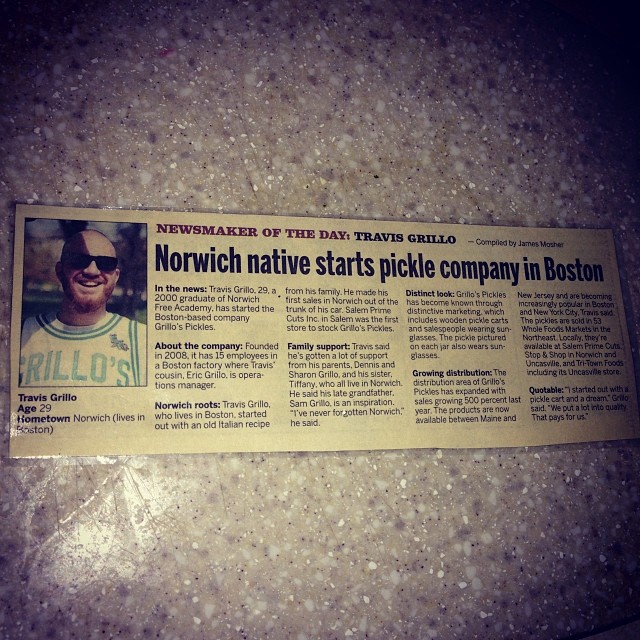 NEWSMAKER OF THE DAY: TRAVIS GRILLO — Compiled by James Mosher
Norwich native starts pickle company in Boston
RILLO'S
Travis Grillo
Age 29
Hometown Norwich (lives in
Boston)
In the news: Travis Grillo, 29, a
2000 graduate of Norwich
Free Academy, has started the
Boston-based company
Grillo's Pickles.
About the company: Founded
in 2008, it has 15 employees in
a Boston factory where Travis'
cousin, Eric Grillo, is opera-
tions manager.
Norwich roots: Travis Grillo,
who lives in Boston, started
out with an old Italian recipe
from his family. He made his
first sales in Norwich out of the
trunk of his car. Salem Prime
Cuts Inc. in Salem was the first
store to stock Grillo's Pickles.
Family support: Travis said
he's gotten a lot of support
from his parents, Dennis and
Sharon Grillo, and his sister,
Tiffany, who all live in Norwich.
He said his late grandfather,
Sam Grillo, is an inspiration.
"I've never forgotten Norwich,"
he said.
Distinct look: Grillo's Pickles
has become known through
distinctive marketing, which
includes wooden pickle carts
and salespeople wearing sun-
glasses. The pickle pictured
on each jar also wears sun-
glasses.
Growing distribution: The
distribution area of Grillo's
Pickles has expanded with
sales growing 500 percent last
year. The products are now
available between Maine and
New Jersey and are becoming
increasingly popular in Boston
and New York City, Travis said.
The pickles are sold in 53
Whole Foods Markets in the
Northeast. Locally, they're
available at Salem Prime Cuts,
Stop & Shop in Norwich and
Uncasville, and Tri-Town Foods
including its Uncasville store.
Quotable: "I started out with a
pickle cart and a dream," Grillo
said. "We put a lot into quality.
That pays for us."